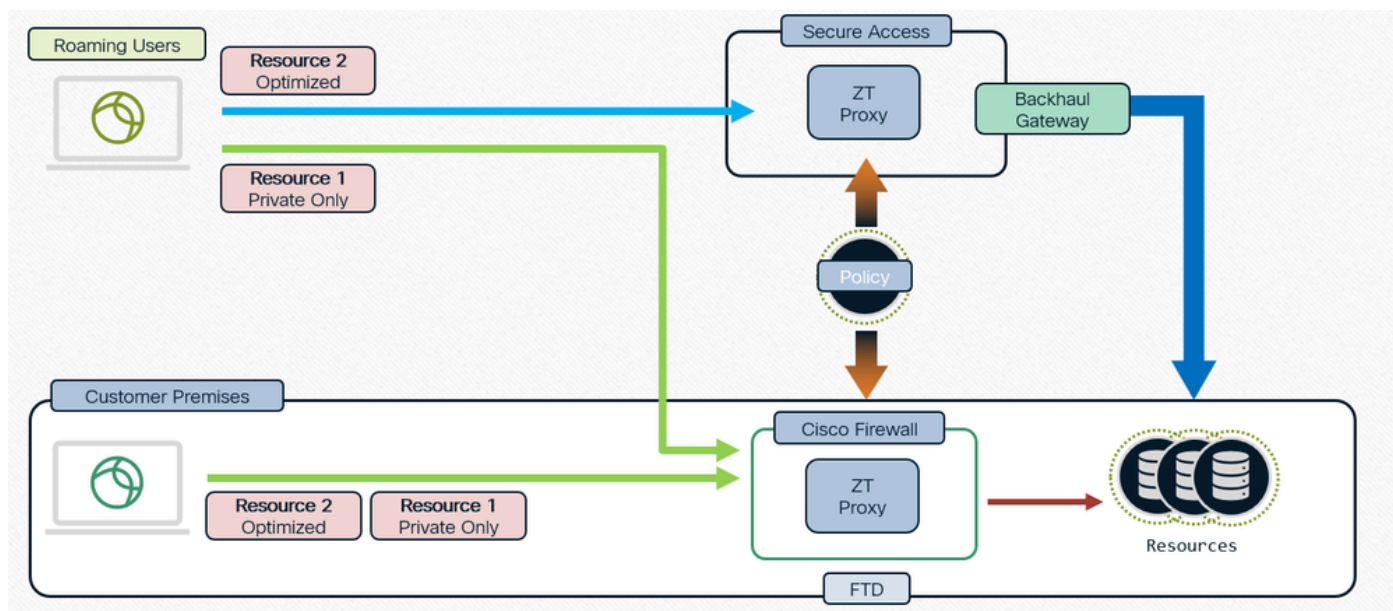 Roaming Users
Resource 2
Optimized
Resource 1
Private Only
Secure Access
ZT
Proxy
Backhaul
Gateway
Policy
Customer Premises
Resource 2
Optimized
Resource 1
Private Only
Cisco Firewall
ZT
Proxy
Resources
FTD